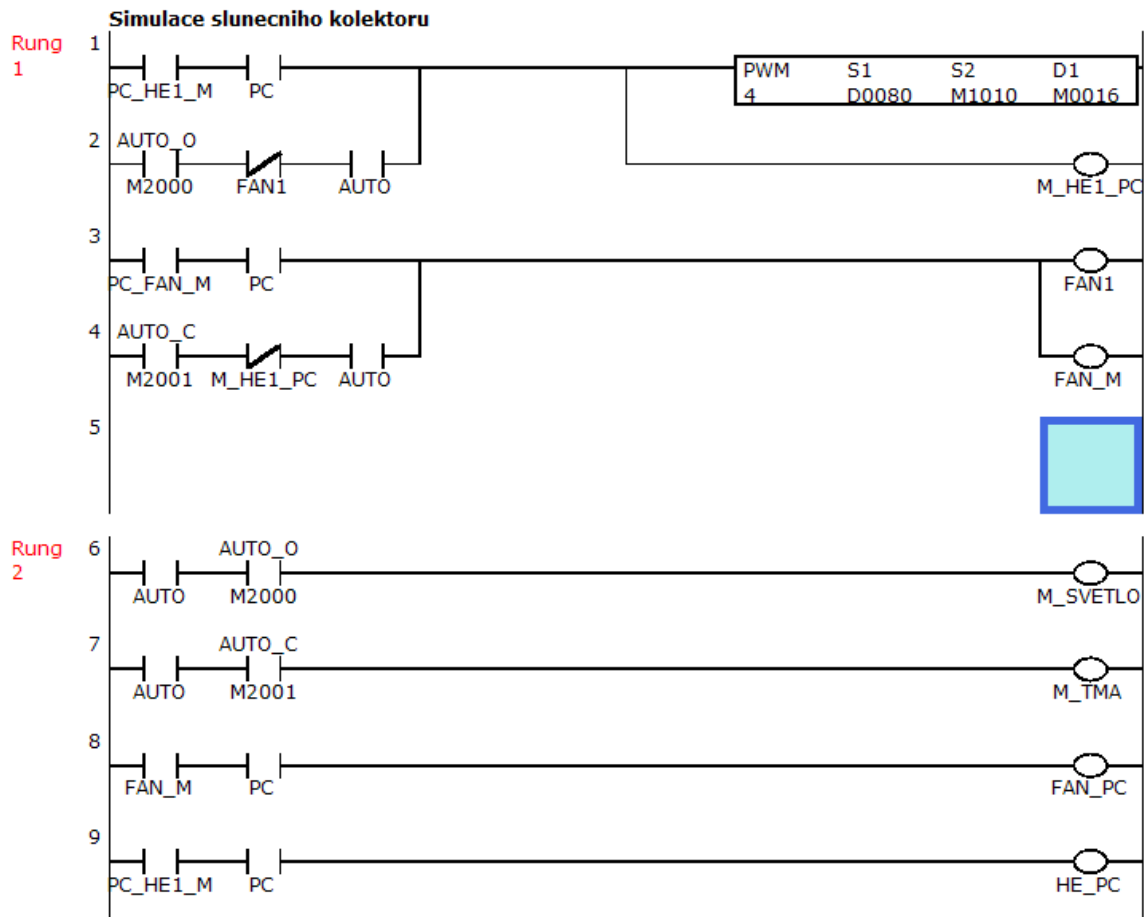 Simulace slunecniho kolektoru
Rung 1
1
PC_HE1_M PC
PWM S1 S2 D1
4 D0080 M1010 M0016
2 AUTO_O
M2000 FAN1 AUTO M_HE1_PC
3
PC_FAN_M PC FAN1
4 AUTO_C
M2001 M_HE1_PC AUTO FAN_M
5
Rung 2
6 AUTO_O
AUTO M2000 M_SVETLO
7 AUTO_C
AUTO M2001 M_TMA
8
FAN_M PC FAN_PC
9
PC_HE1_M PC HE_PC